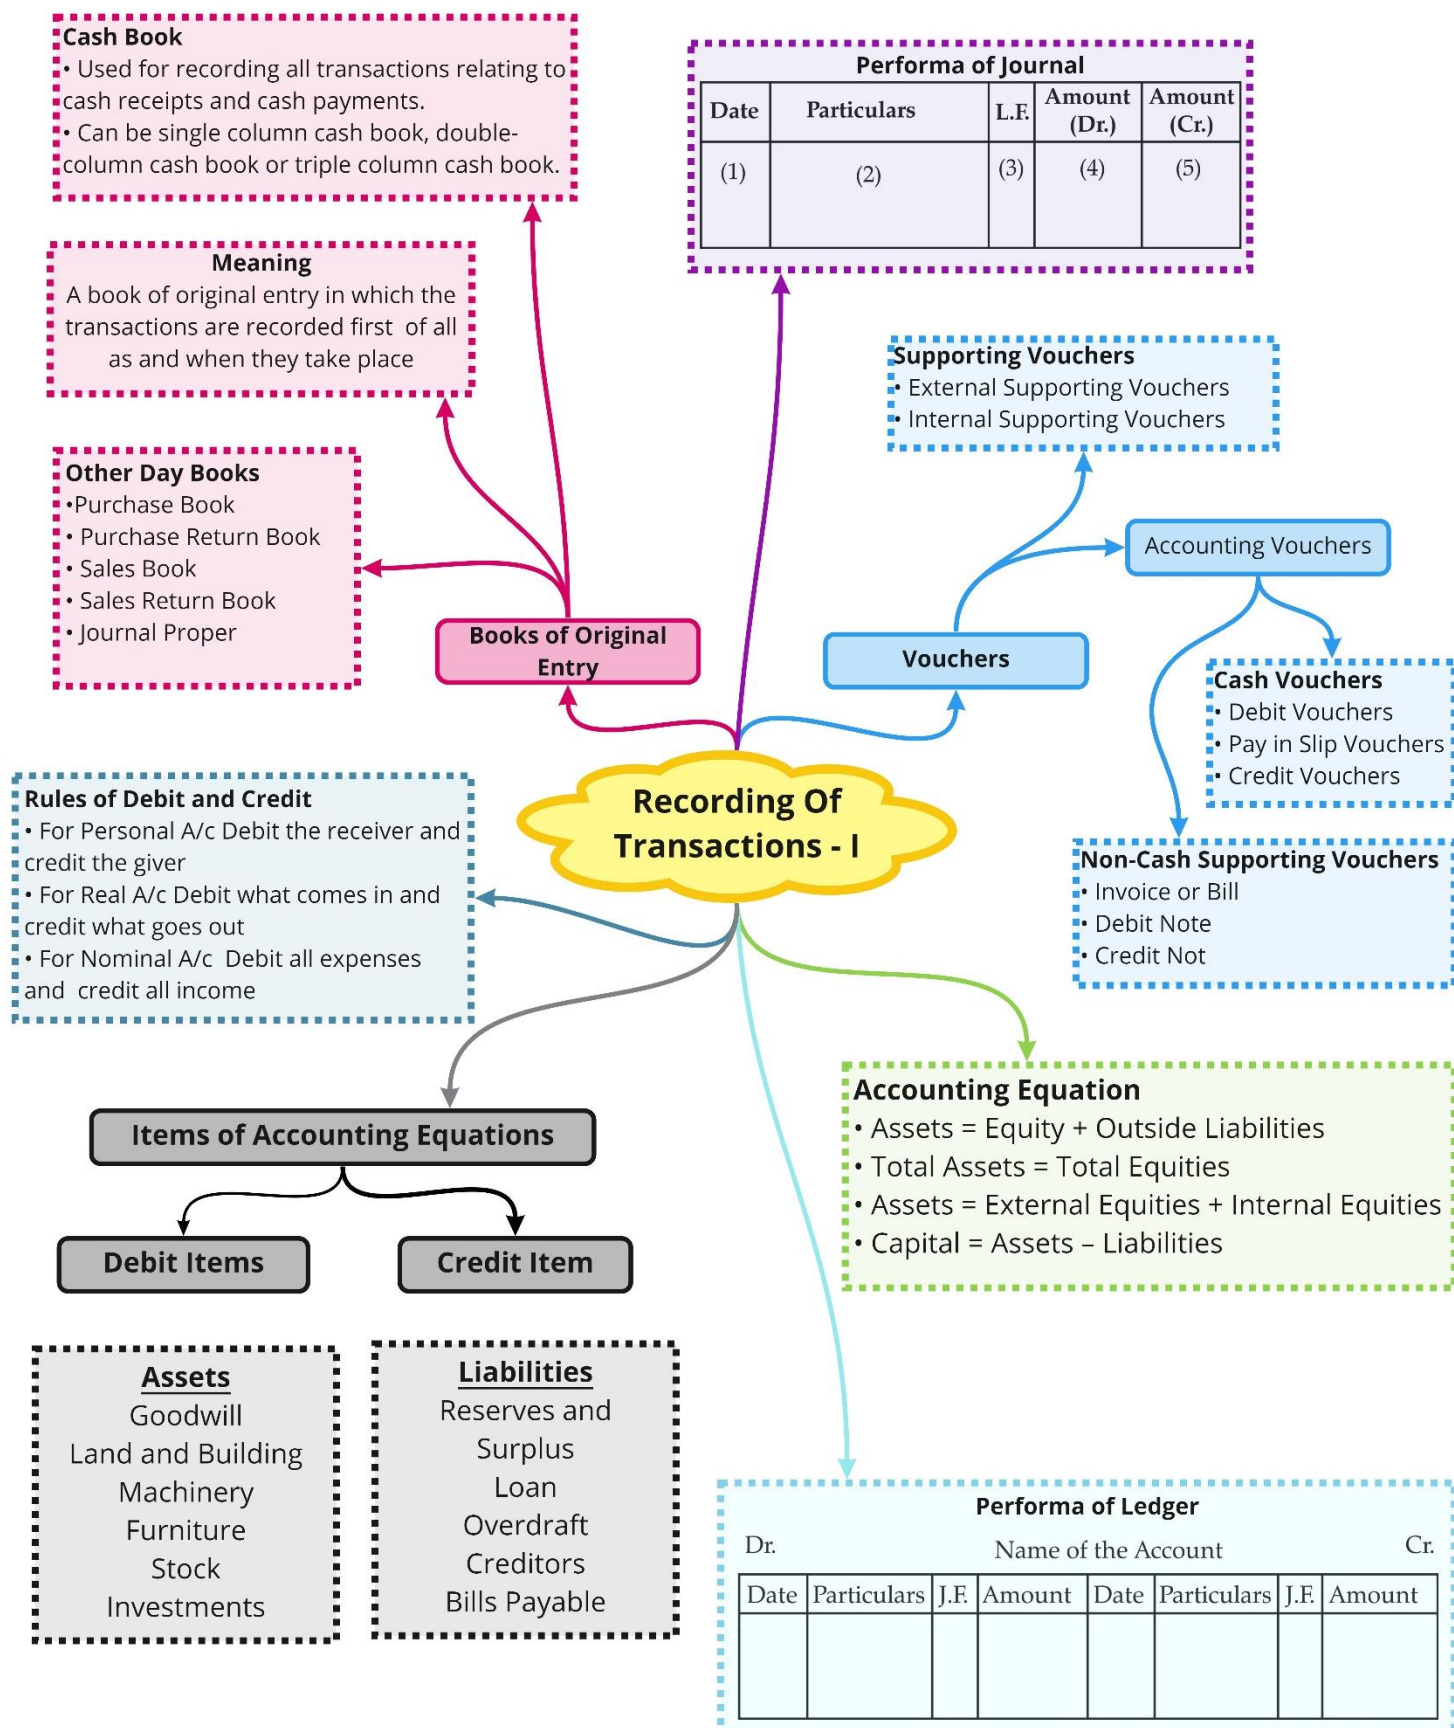 Cash Book
• Used for recording all transactions relating to
cash receipts and cash payments.
• Can be single column cash book, double-
column cash book or triple column cash book.
Performa of Journal
Date Particulars L.F. Amount (Dr.) Amount (Cr.)
(1) (2) (3) (4) (5)
Meaning
A book of original entry in which the
transactions are recorded first of all
as and when they take place
Supporting Vouchers
• External Supporting Vouchers
• Internal Supporting Vouchers
Other Day Books
•Purchase Book
• Purchase Return Book
• Sales Book
• Sales Return Book
• Journal Proper
Accounting Vouchers
Books of Original
Entry
Vouchers
Cash Vouchers
• Debit Vouchers
• Pay in Slip Vouchers
• Credit Vouchers
Recording Of
Transactions - I
Rules of Debit and Credit
• For Personal A/c Debit the receiver and
credit the giver
• For Real A/c Debit what comes in and
credit what goes out
• For Nominal A/c Debit all expenses
and credit all income
Non-Cash Supporting Vouchers
• Invoice or Bill
• Debit Note
• Credit Not
Accounting Equation
• Assets = Equity + Outside Liabilities
• Total Assets = Total Equities
• Assets = External Equities + Internal Equities
• Capital = Assets – Liabilities
Items of Accounting Equations
Debit Items
Credit Item
Assets
Goodwill
Land and Building
Machinery
Furniture
Stock
Investments
Liabilities
Reserves and
Surplus
Loan
Overdraft
Creditors
Bills Payable
Performa of Ledger
Dr. Name of the Account Cr.
Date Particulars J.F. Amount Date Particulars J.F. Amount